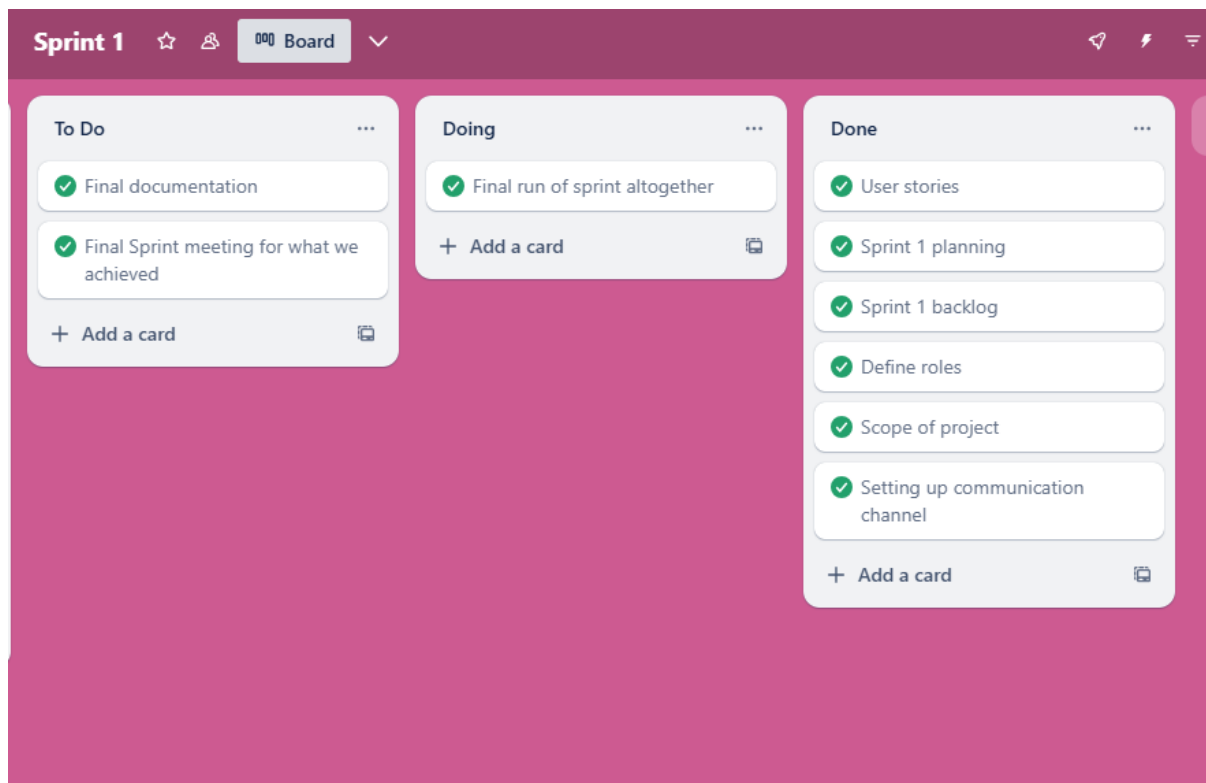 Sprint 1
Board
To Do
Final documentation
Final Sprint meeting for what we
achieved
+ Add a card
Doing
Final run of sprint altogether
+ Add a card
Done
User stories
Sprint 1 planning
Sprint 1 backlog
Define roles
Scope of project
Setting up communication
channel
+ Add a card